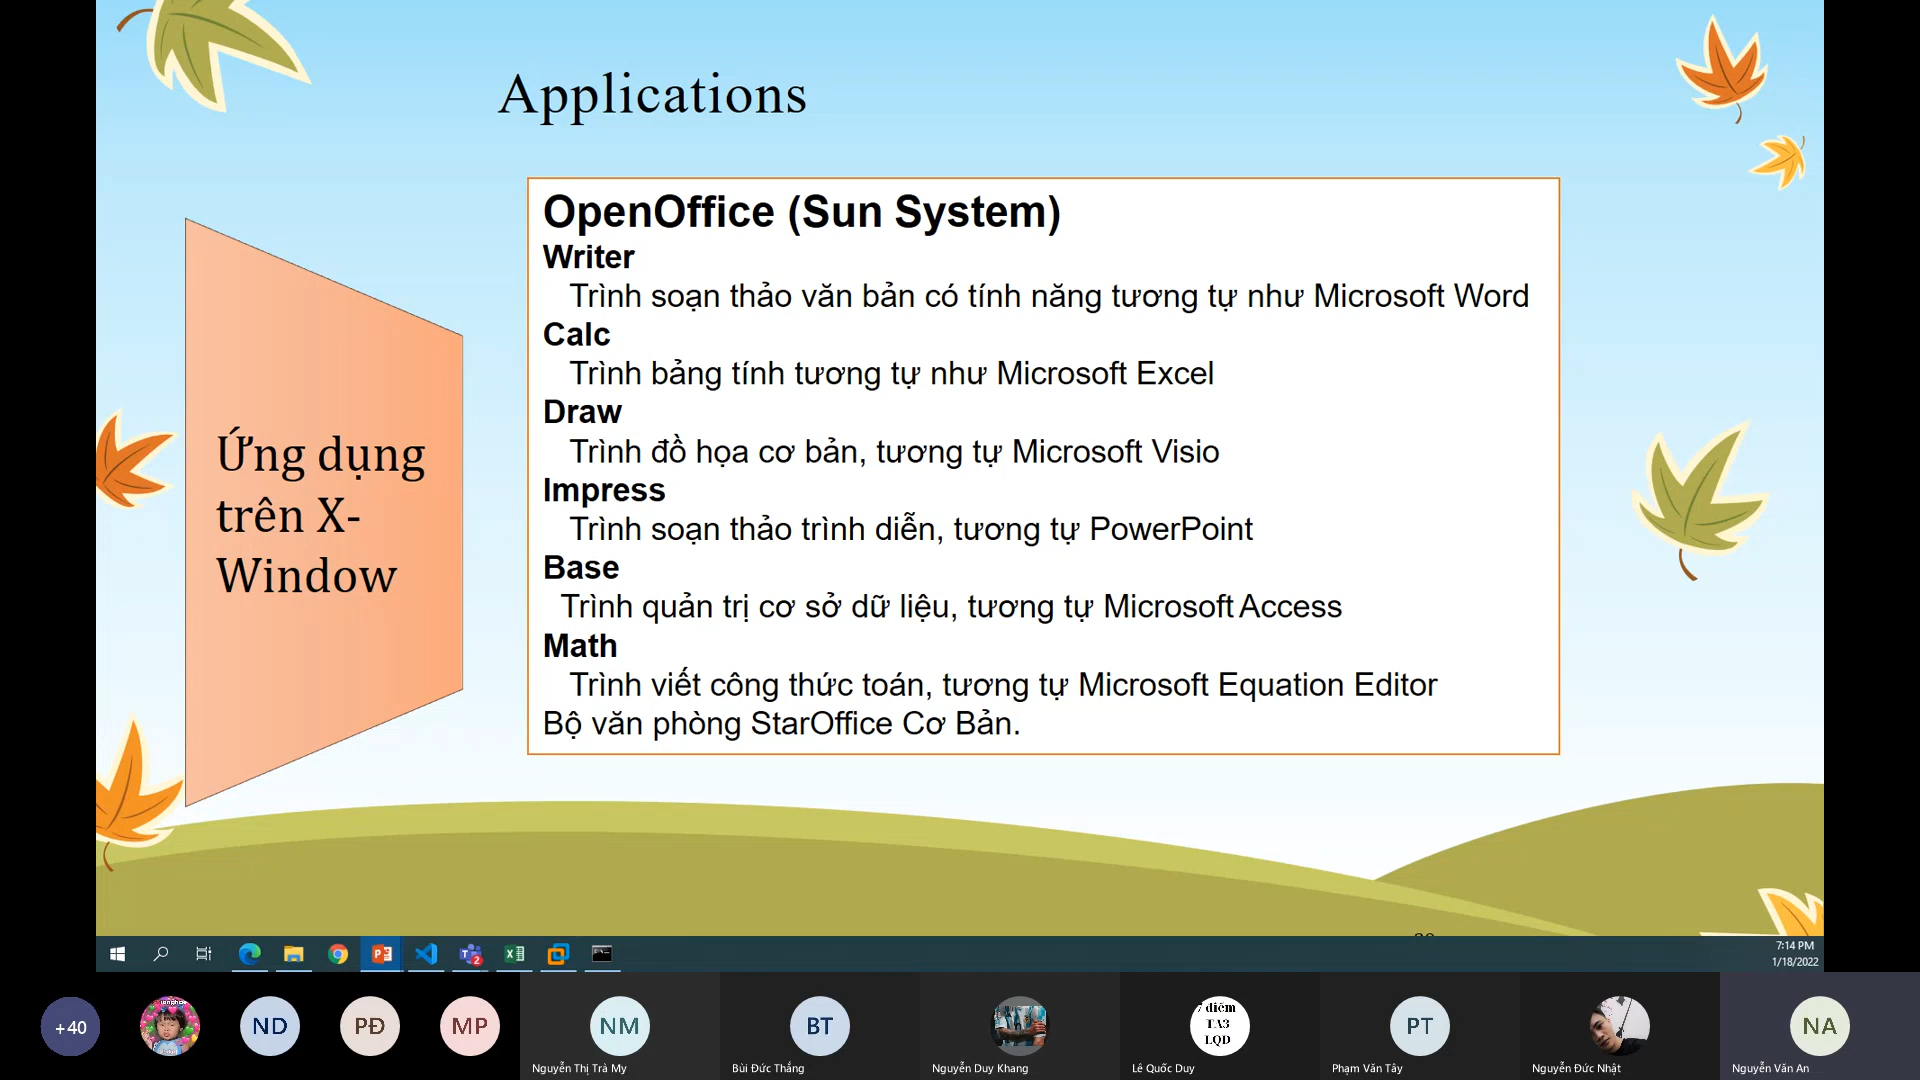 Applications
OpenOffice (Sun System)
Writer
Trình soạn thảo văn bản có tính năng tương tự như Microsoft Word
Calc
Trình bảng tính tương tự như Microsoft Excel
Draw
Trình đồ họa cơ bản, tương tự Microsoft Visio
Impress
Trình soạn thảo trình diễn, tương tự PowerPoint
Base
Trình quản trị cơ sở dữ liệu, tương tự Microsoft Access
Math
Trình viết công thức toán, tương tự Microsoft Equation Editor
Bộ văn phòng StarOffice Cơ Bản.
Ứng dụng
trên X-
Window
7:14 PM
1/18/2022
+40
ND
PĐ
MP
NM
Nguyễn Thị Trà My
BT
Bùi Đức Thắng
Nguyễn Duy Khang
7 điểm
TA3
LQD
Lê Quốc Duy
PT
Phạm Văn Tây
Nguyễn Đức Nhật
NA
Nguyễn Văn An